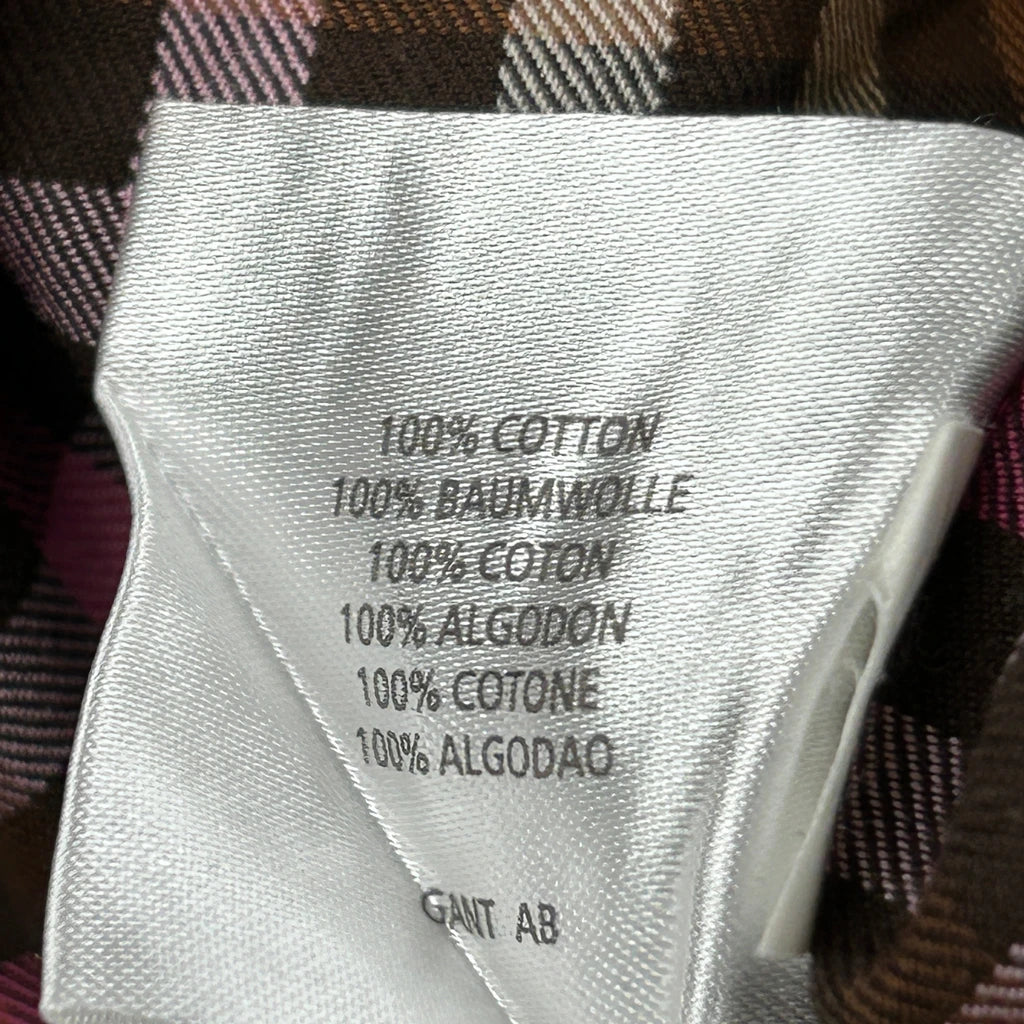 100% COTTON
100% BAUMWOLLE
100% COTON
100% ALGODON
100% COTONE
100% ALGODAO
GANT AB